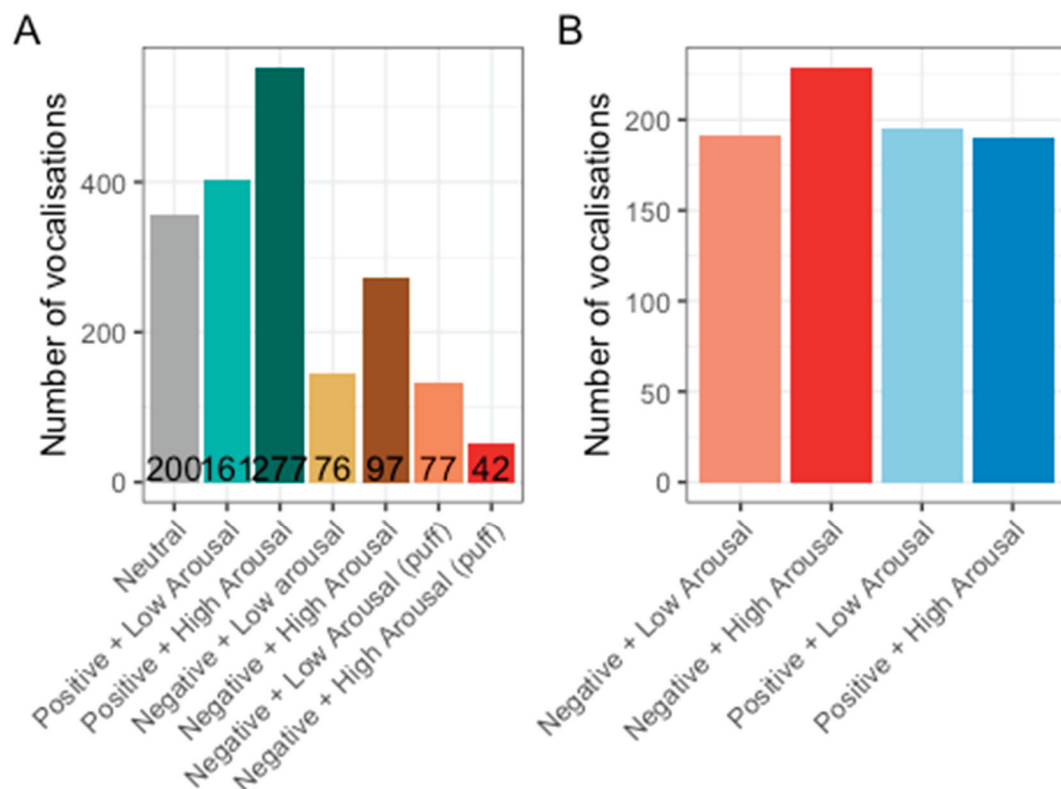 A
Number of vocalisations
400
200
0
200
161
277
76
97
77
42
Neutral
Positive + Low Arousal
Positive + High Arousal
Negative + Low arousal
Negative + High Arousal
Negative + Low Arousal (puff)
Negative + High Arousal (puff)
B
Number of vocalisations
200
150
100
50
0
Negative + Low Arousal
Negative + High Arousal
Positive + Low Arousal
Positive + High Arousal